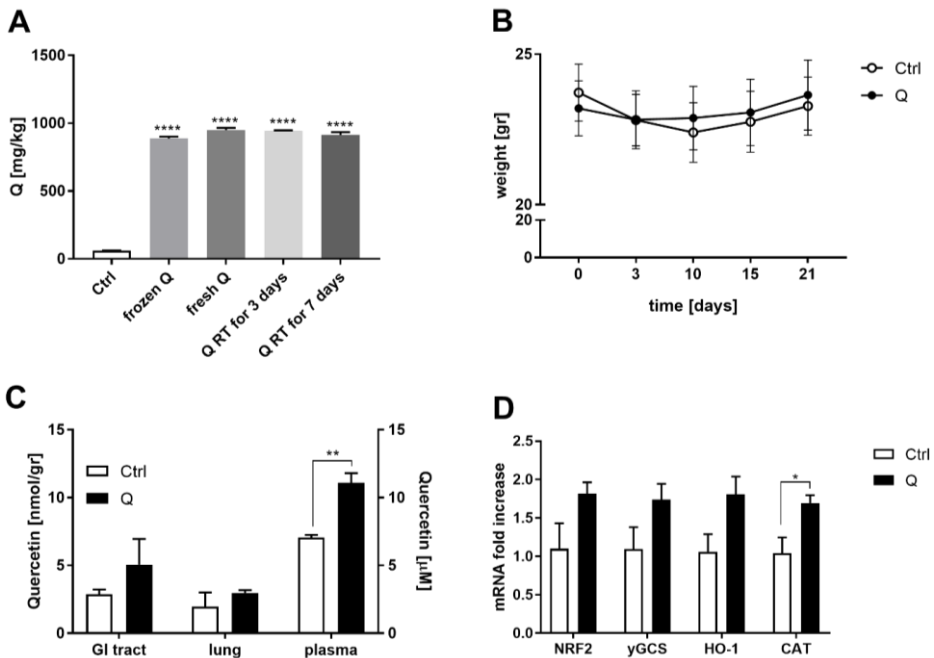 A
1500
1000
500
0
Q [mg/kg]
****
****
****
****
Ctrl
frozen Q
fresh Q
Q RT for 3 days
Q RT for 7 days
B
25
20
20
0
weight [gr]
0 3 10 15 21
time [days]
Ctrl
Q
C
15
10
5
0
Quercetin [nmol/gr]
Ctrl
Q
**
15
10
5
0
Quercetin [µM]
GI tract lung plasma
D
2.5
2.0
1.5
1.0
0.5
0.0
mRNA fold increase
*
NRF2 yGCS HO-1 CAT
Ctrl
Q